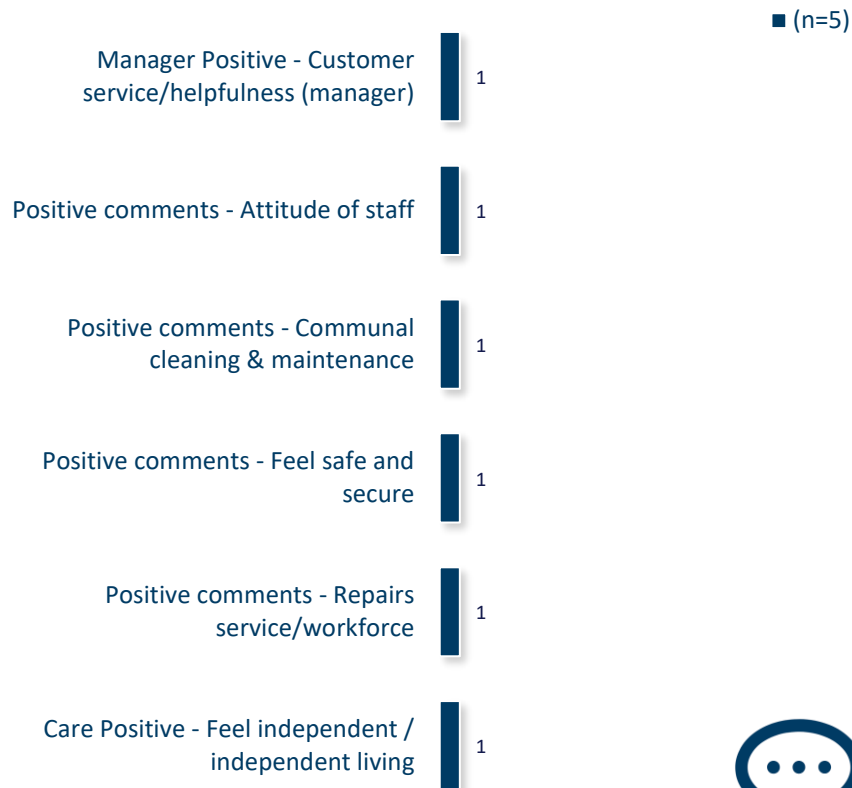 (n=5)
Manager Positive - Customer
service/helpfulness (manager)
1
Positive comments - Attitude of staff
1
Positive comments - Communal
cleaning & maintenance
1
Positive comments - Feel safe and
secure
1
Positive comments - Repairs
service/workforce
1
Care Positive - Feel independent /
independent living
1